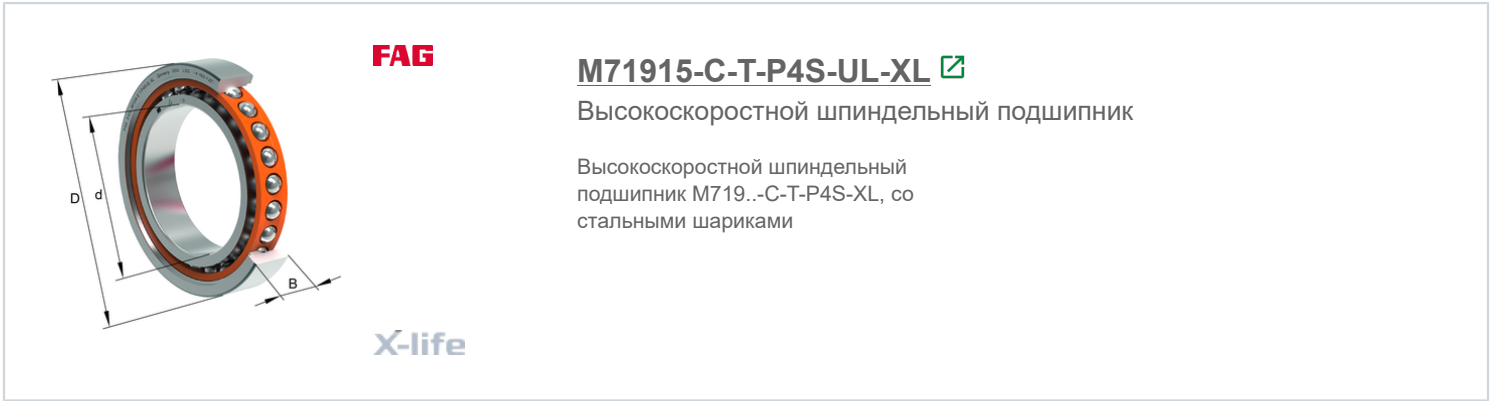 FAG
M71915-C-T-P4S-UL-XL
Высокоскоростной шпиндельный подшипник
Высокоскоростной шпиндельный
подшипник M719..-C-T-P4S-XL, со
стальными шариками
D
d
B
X-life